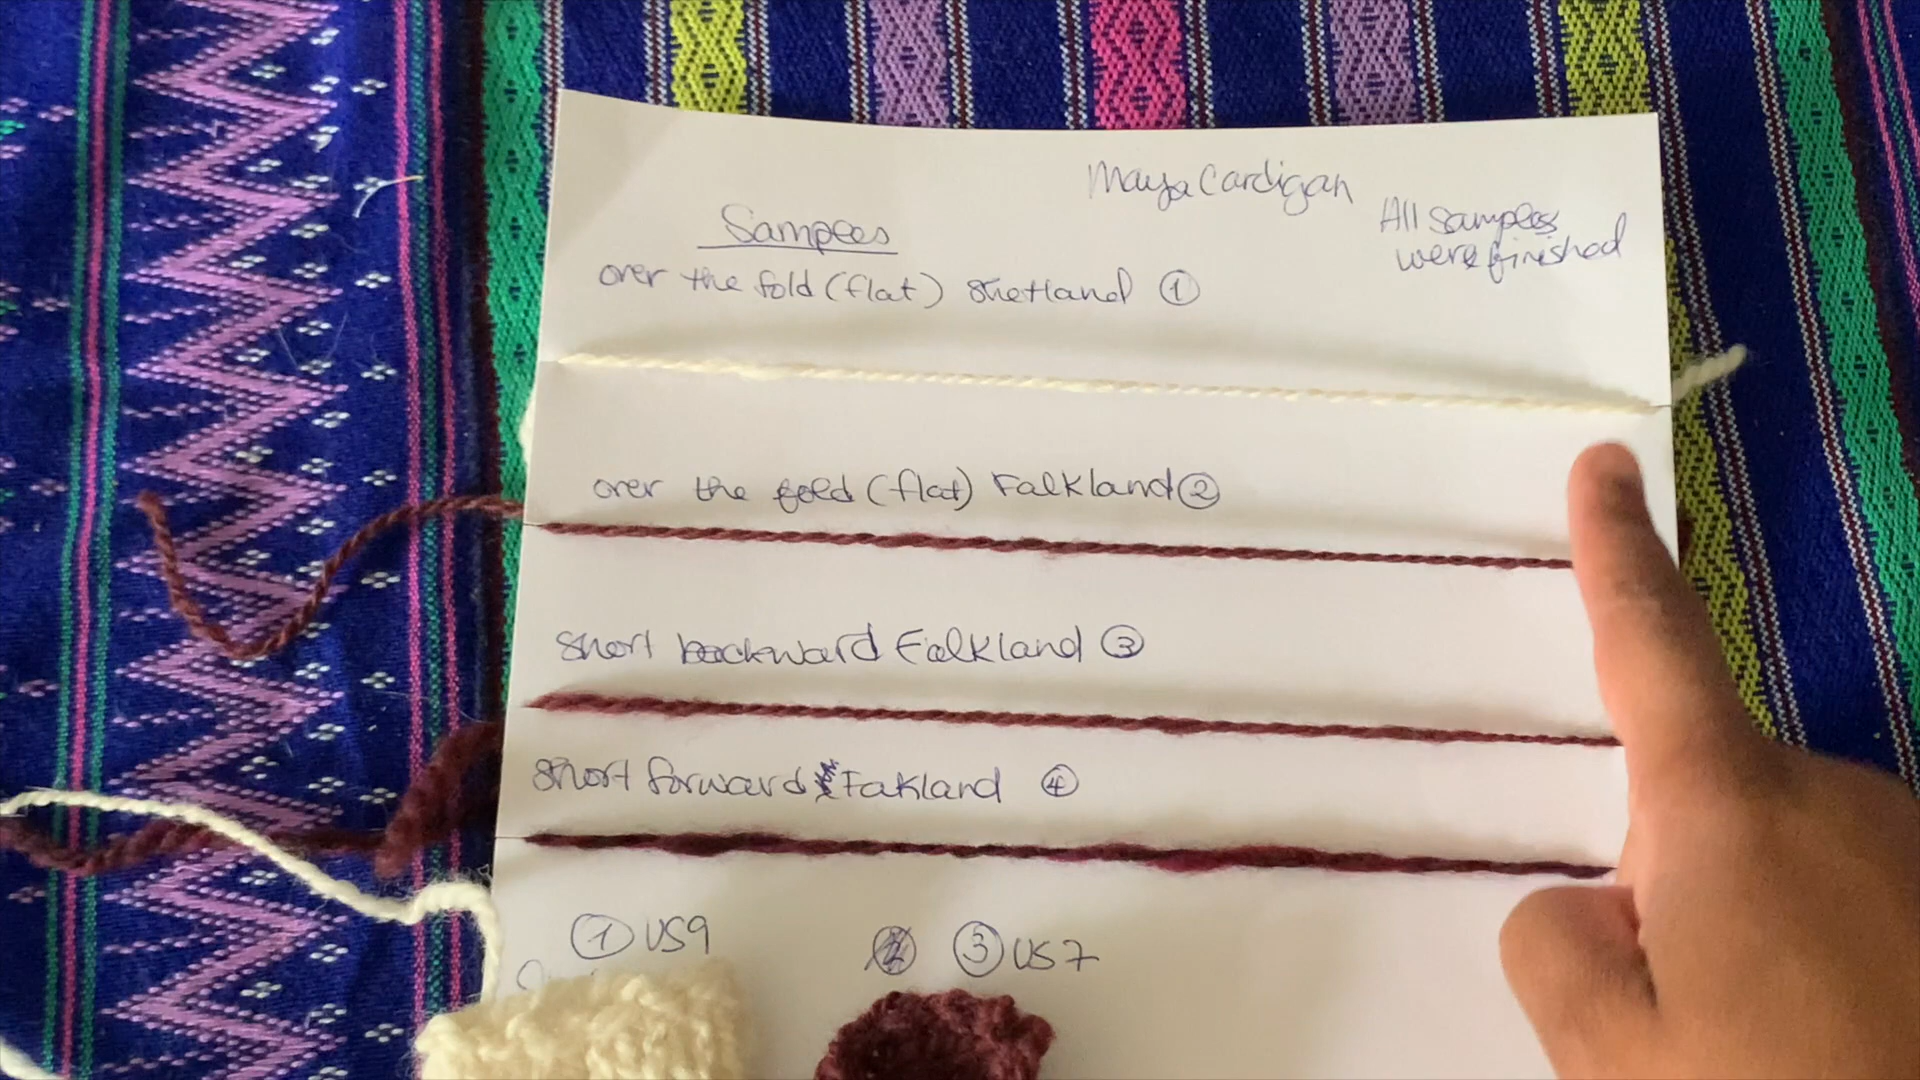 Maya Cardigan
All samples
were finished
Samples
over the fold (flat) Shetland ①
over the fold (flat) Falkland ②
short backward Falkland ③
short forward Fakland ④
① US9
③ US7